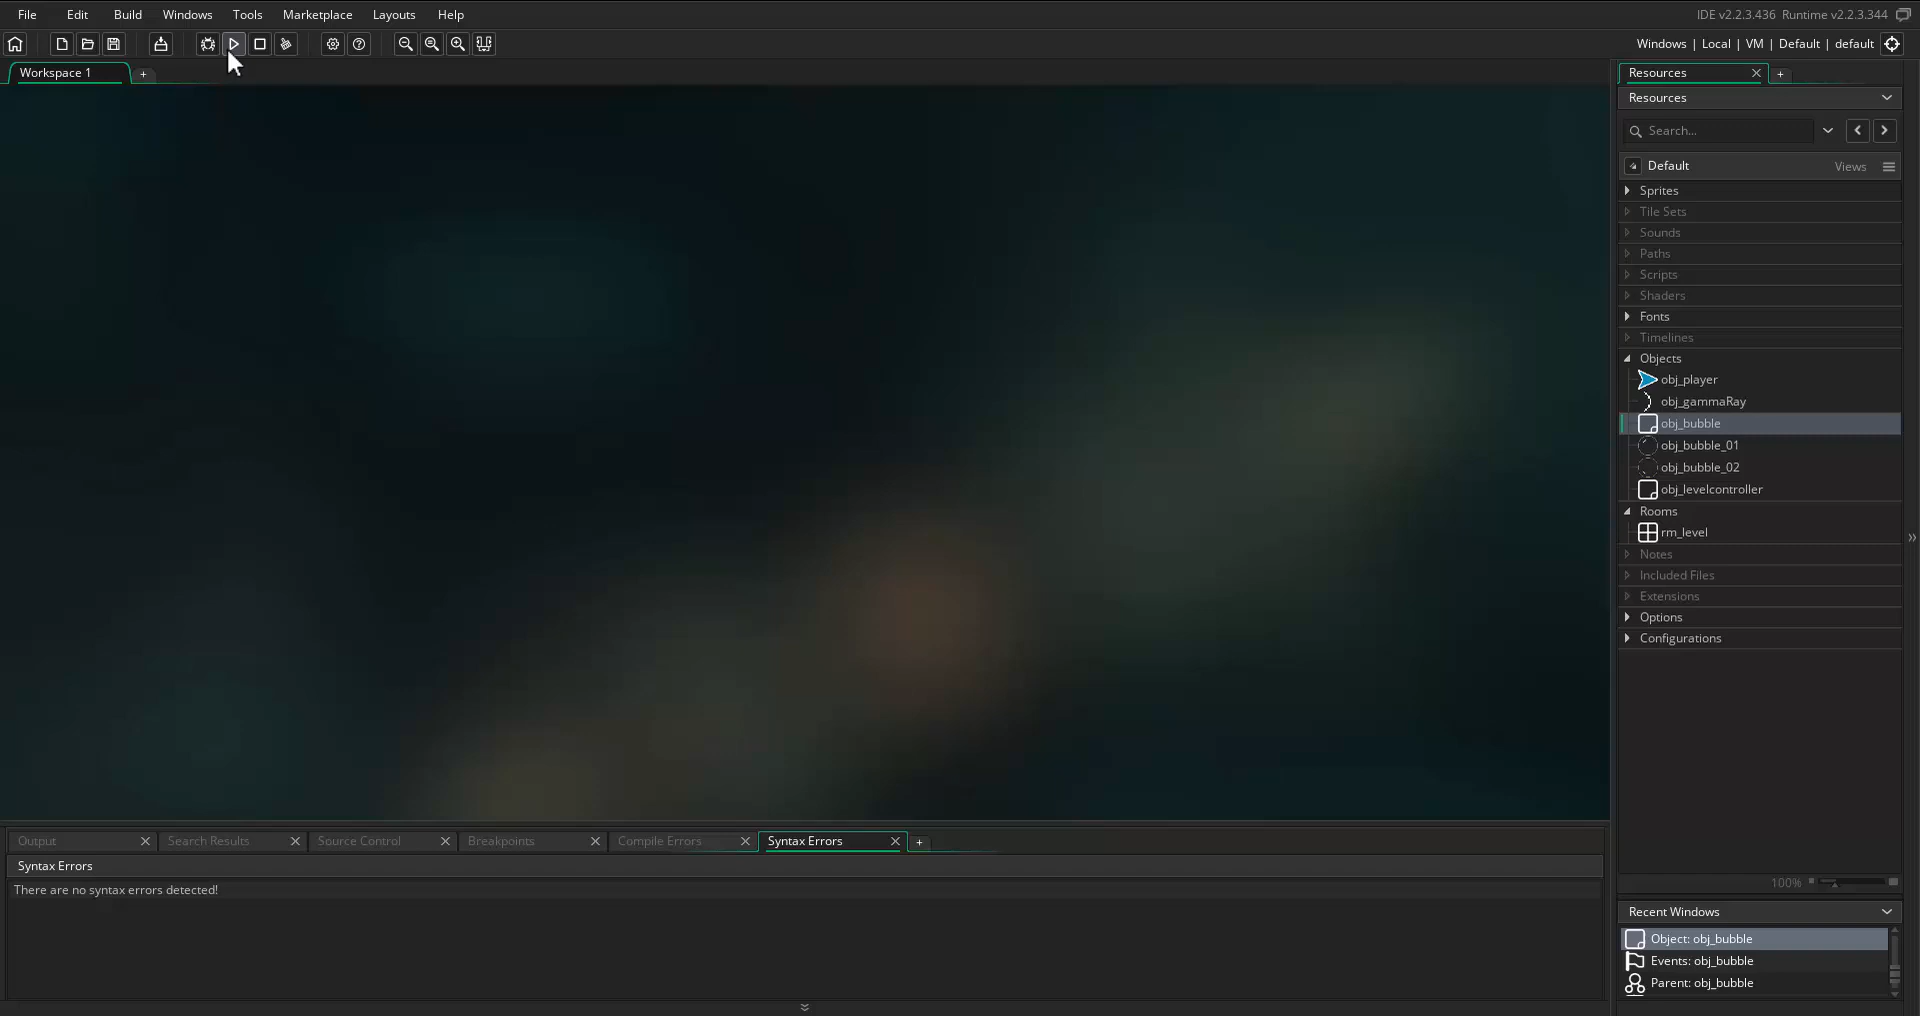 File Edit Build Windows Tools Marketplace Layouts Help
IDE v2.2.3.436 Runtime v2.2.3.344
Windows | Local | VM | Default | default
Workspace 1
Resources
Resources
Search...
Default Views
Sprites
Tile Sets
Sounds
Paths
Scripts
Shaders
Fonts
Timelines
Objects
obj_player
obj_gammaRay
obj_bubble
obj_bubble_01
obj_bubble_02
obj_levelcontroller
Rooms
rm_level
Notes
Included Files
Extensions
Options
Configurations
100%
Output Search Results Source Control Breakpoints Compile Errors Syntax Errors
Syntax Errors
There are no syntax errors detected!
Recent Windows
Object: obj_bubble
Events: obj_bubble
Parent: obj_bubble